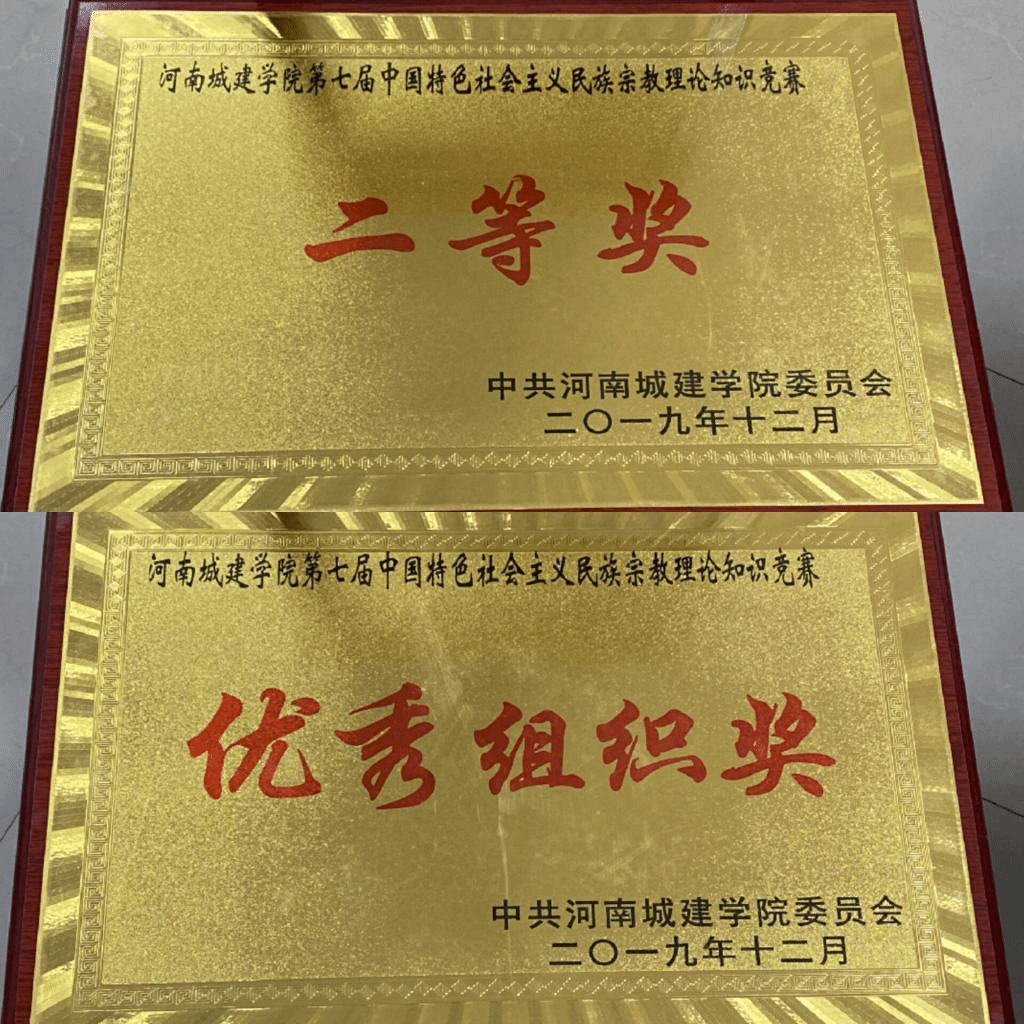 河南城建学院第七届中国特色社会主义民族宗教理论知识竞赛
二等奖
中共河南城建学院委员会
二〇一九年十二月
河南城建学院第七届中国特色社会主义民族宗教理论知识竞赛
优秀组织奖
中共河南城建学院委员会
二〇一九年十二月